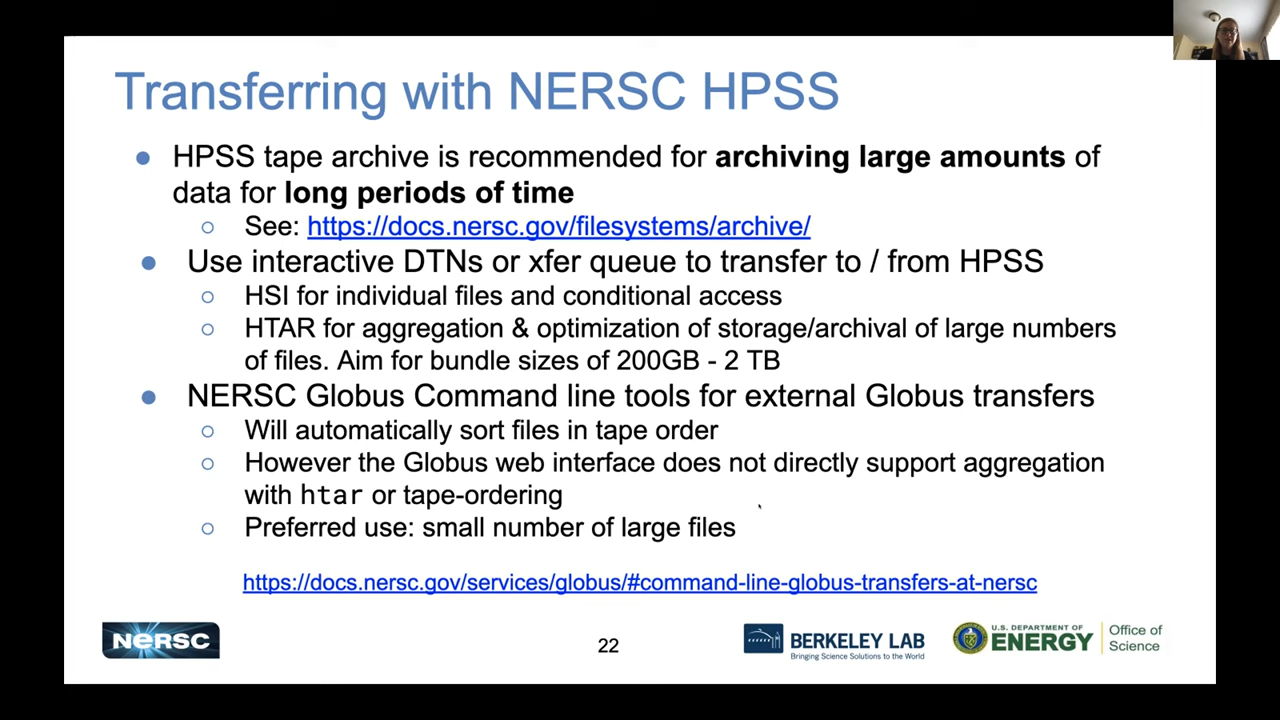 Transferring with NERSC HPSS
● HPSS tape archive is recommended for archiving large amounts of
data for long periods of time
○ See: https://docs.nersc.gov/filesystems/archive/
● Use interactive DTNs or xfer queue to transfer to / from HPSS
○ HSI for individual files and conditional access
○ HTAR for aggregation & optimization of storage/archival of large numbers
of files. Aim for bundle sizes of 200GB - 2 TB
● NERSC Globus Command line tools for external Globus transfers
○ Will automatically sort files in tape order
○ However the Globus web interface does not directly support aggregation
with htar or tape-ordering
○ Preferred use: small number of large files
https://docs.nersc.gov/services/globus/#command-line-globus-transfers-at-nersc
NERSC
22
BERKELEY LAB
Bringing Science Solutions to the World
U.S. DEPARTMENT OF
ENERGY
Office of
Science